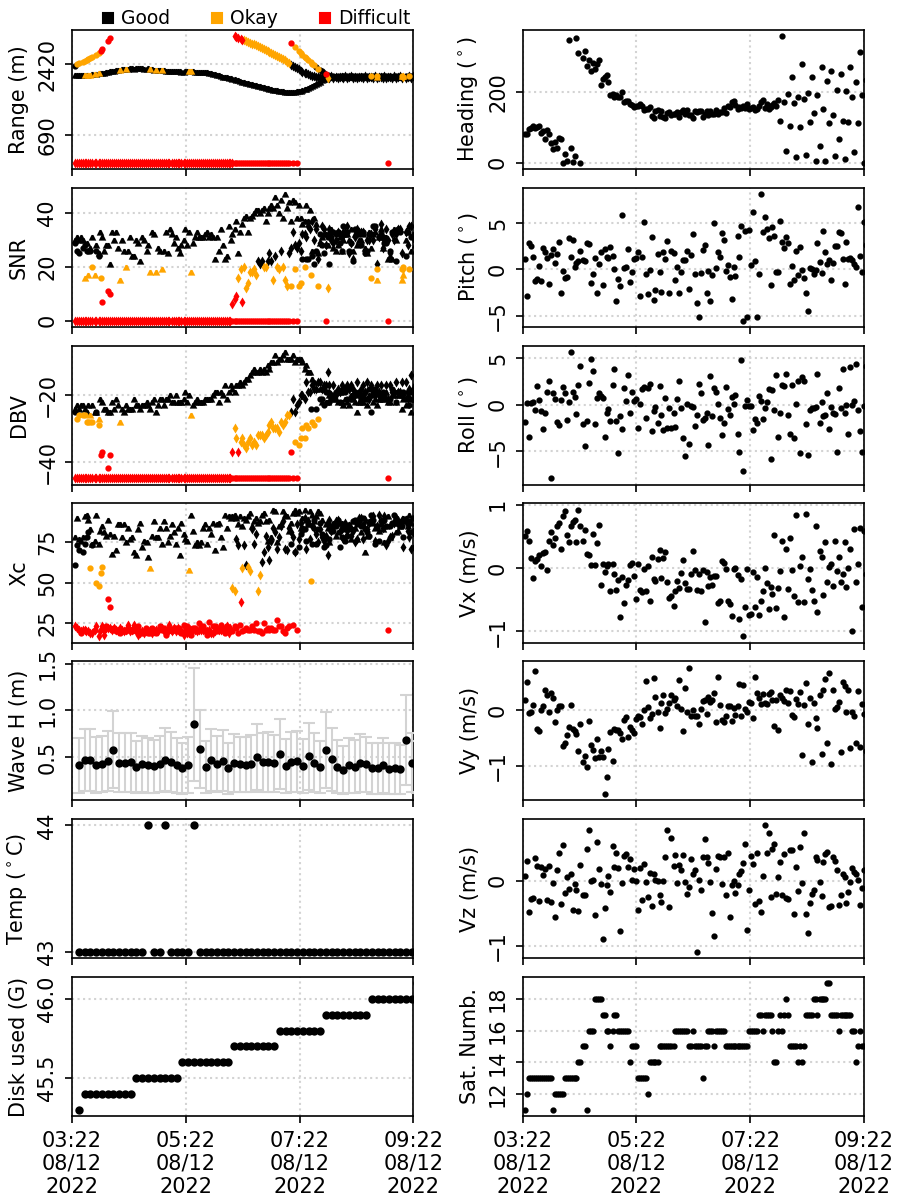 Good Okay Difficult
Range (m)
2420
690
Heading (°)
200
0
SNR
40
20
0
Pitch (°)
5
0
−5
DBV
−20
−40
Roll (°)
5
0
−5
Xc
75
50
25
Vx (m/s)
1
0
−1
Wave H (m)
1.5
1.0
0.5
Vy (m/s)
0
−1
Temp (°C)
44
43
Vz (m/s)
0
−1
Disk used (G)
46.0
45.5
Sat. Numb.
18
16
14
12
03:22 05:22 07:22 09:22 03:22 05:22 07:22 09:22
08/12 08/12 08/12 08/12 08/12 08/12 08/12 08/12
2022 2022 2022 2022 2022 2022 2022 2022